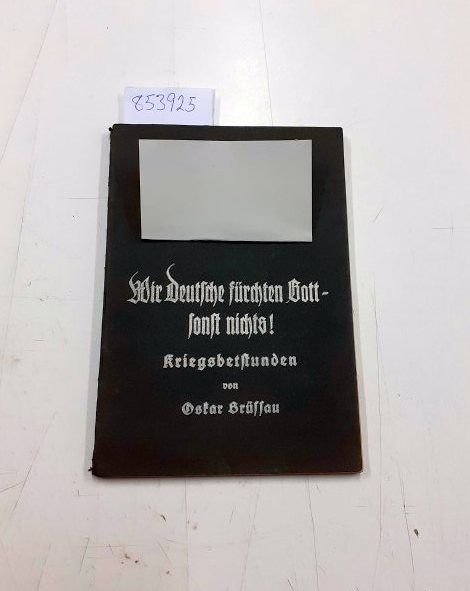 853925
Wir Deutsche fürchten Gott -
sonst nichts!
Kriegsbetstunden
von
Oskar Brüssau